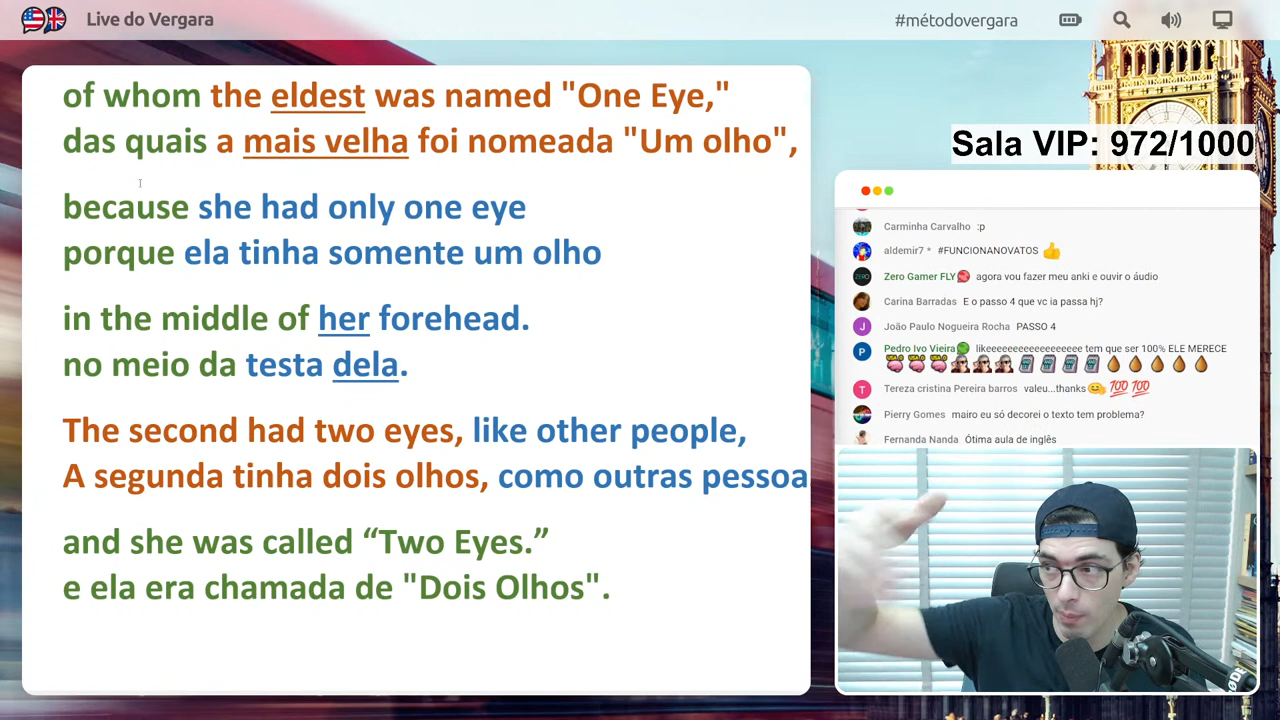 Live do Vergara
#métodovergara
of whom the eldest was named "One Eye,"
das quais a mais velha foi nomeada "Um olho",
because she had only one eye
porque ela tinha somente um olho
in the middle of her forehead.
no meio da testa dela.
The second had two eyes, like other people,
A segunda tinha dois olhos, como outras pessoa
and she was called “Two Eyes.”
e ela era chamada de "Dois Olhos".
Sala VIP: 972/1000
Carminha Carvalho :p
aldemir7 * #FUNCIONANOVATOS
ZERO Zero Gamer FLY agora vou fazer meu anki e ouvir o áudio
Carina Barradas E o passo 4 que vc ia passa hj?
J João Paulo Nogueira Rocha PASSO 4
P Pedro Ivo Vieira likeeeeeeeeeeeeeeeee tem que ser 100% ELE MERECE
T Tereza cristina Pereira barros valeu...thanks 100 100
Pierry Gomes mairo eu só decorei o texto tem problema?
Fernanda Nanda Ótima aula de inglês